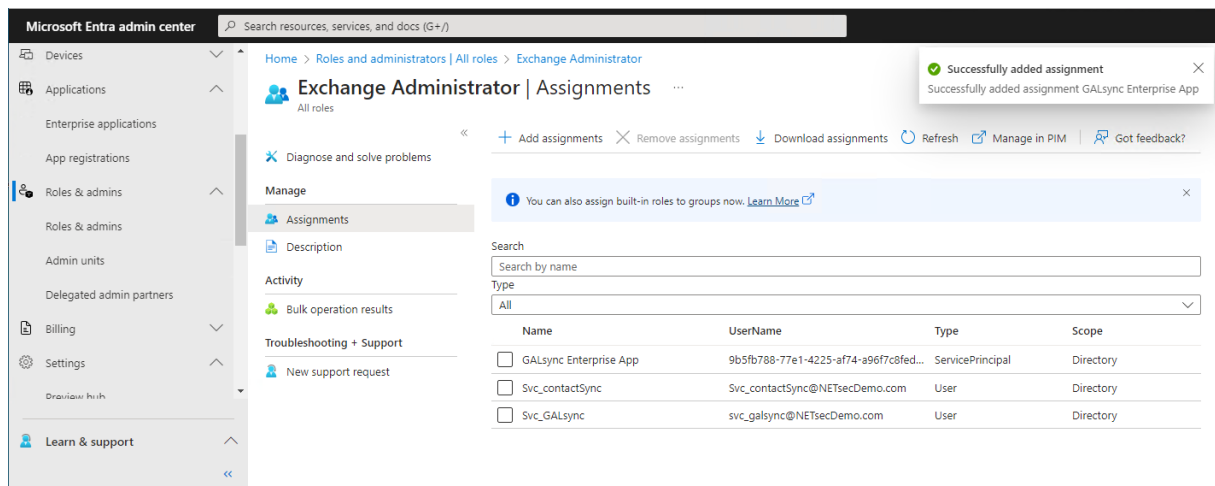 Microsoft Entra admin center
Search resources, services, and docs (G+/)
Devices
Applications
Enterprise applications
App registrations
Roles & admins
Roles & admins
Admin units
Delegated admin partners
Billing
Settings
Preview hub
Learn & support
Home > Roles and administrators | All roles > Exchange Administrator
Exchange Administrator | Assignments ...
All roles
Diagnose and solve problems
Manage
Assignments
Description
Activity
Bulk operation results
Troubleshooting + Support
New support request
Successfully added assignment
Successfully added assignment GALsync Enterprise App
Add assignments Remove assignments Download assignments Refresh Manage in PIM Got feedback?
You can also assign built-in roles to groups now. Learn More
Search
Search by name
Type
All
Name UserName Type Scope
GALsync Enterprise App 9b5fb788-77e1-4225-af74-a96f7c8fed... ServicePrincipal Directory
Svc_contactSync Svc_contactSync@NETsecDemo.com User Directory
Svc_GALsync svc_galsync@NETsecDemo.com User Directory